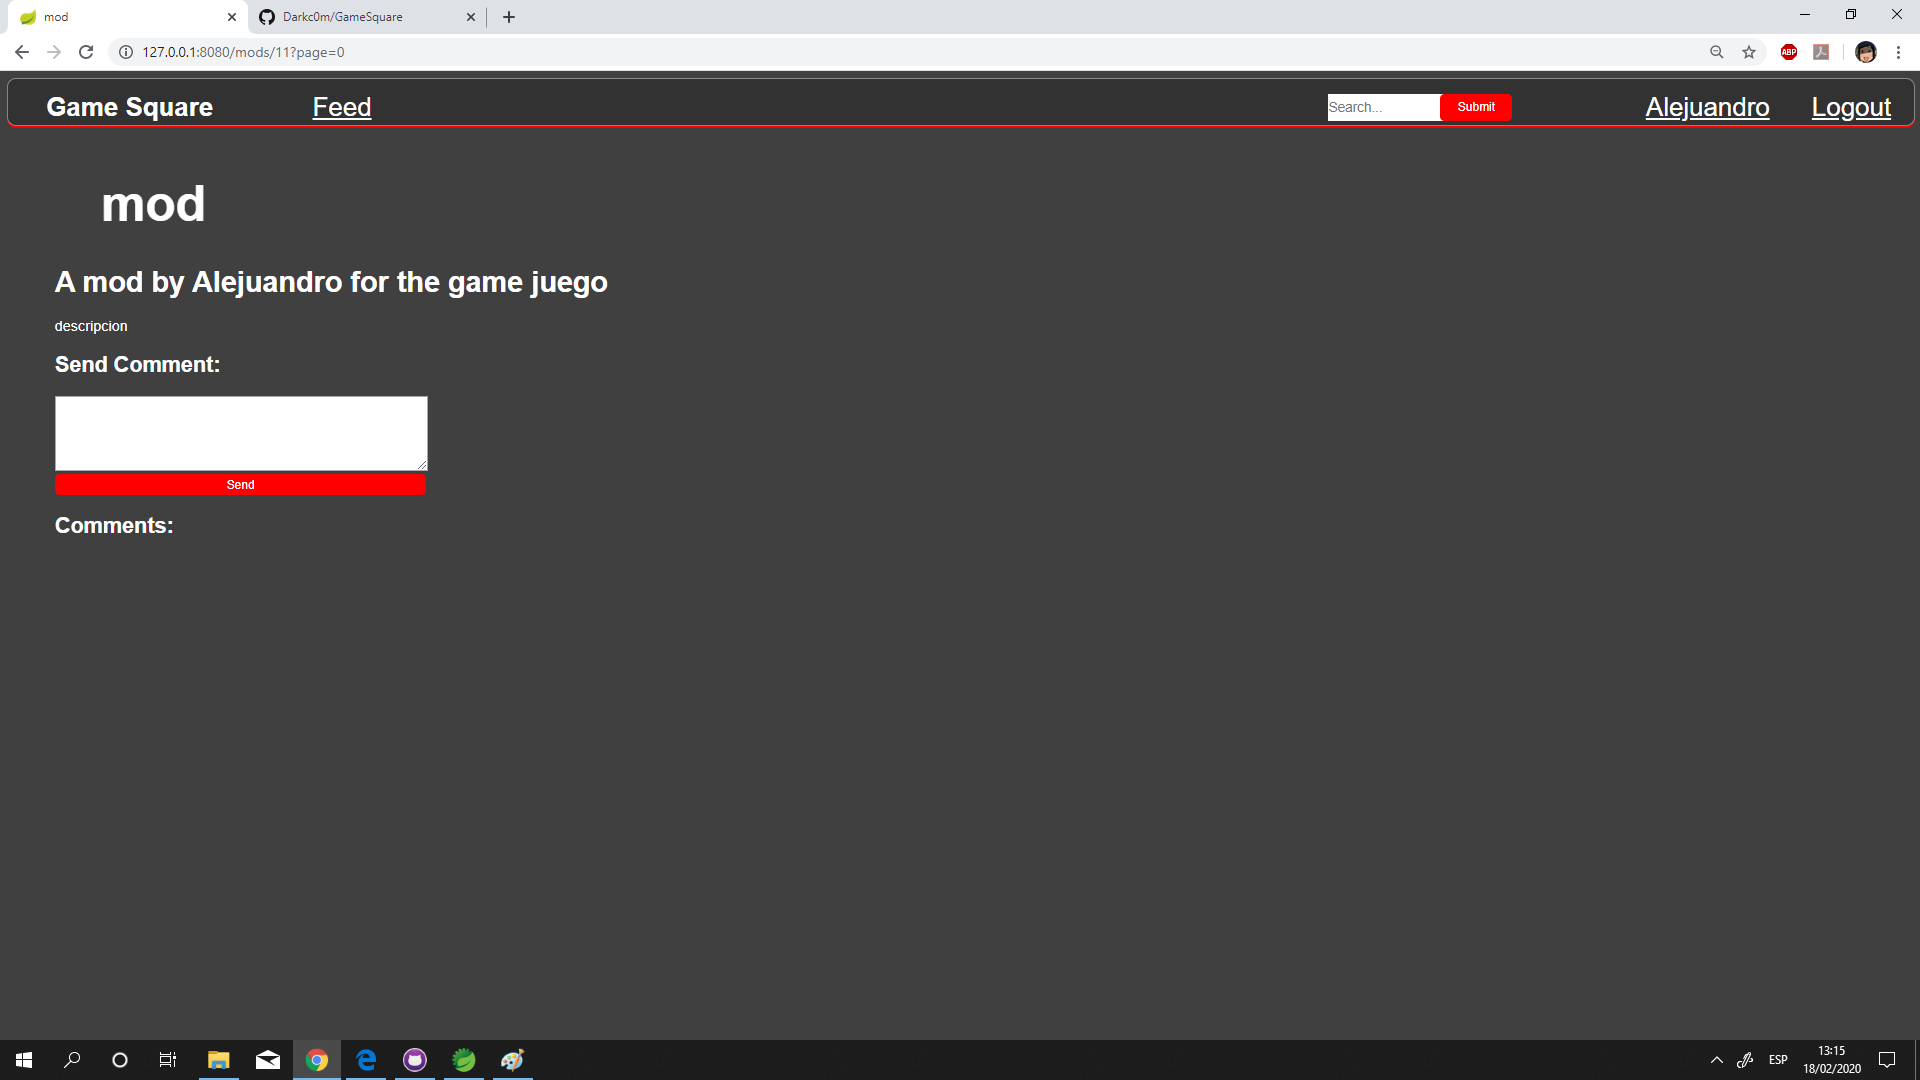 mod
Darkc0m/GameSquare
127.0.0.1:8080/mods/11?page=0
ABP
Game Square Feed Search... Submit Alejuandro Logout
mod
A mod by Alejuandro for the game juego
descripcion
Send Comment:
Send
Comments:
ESP
13:15
18/02/2020